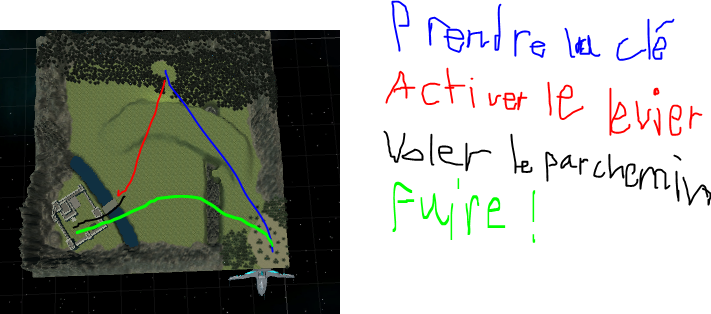 Prendre la clé
Activer le levier
Voler le parchemin
Fuire !